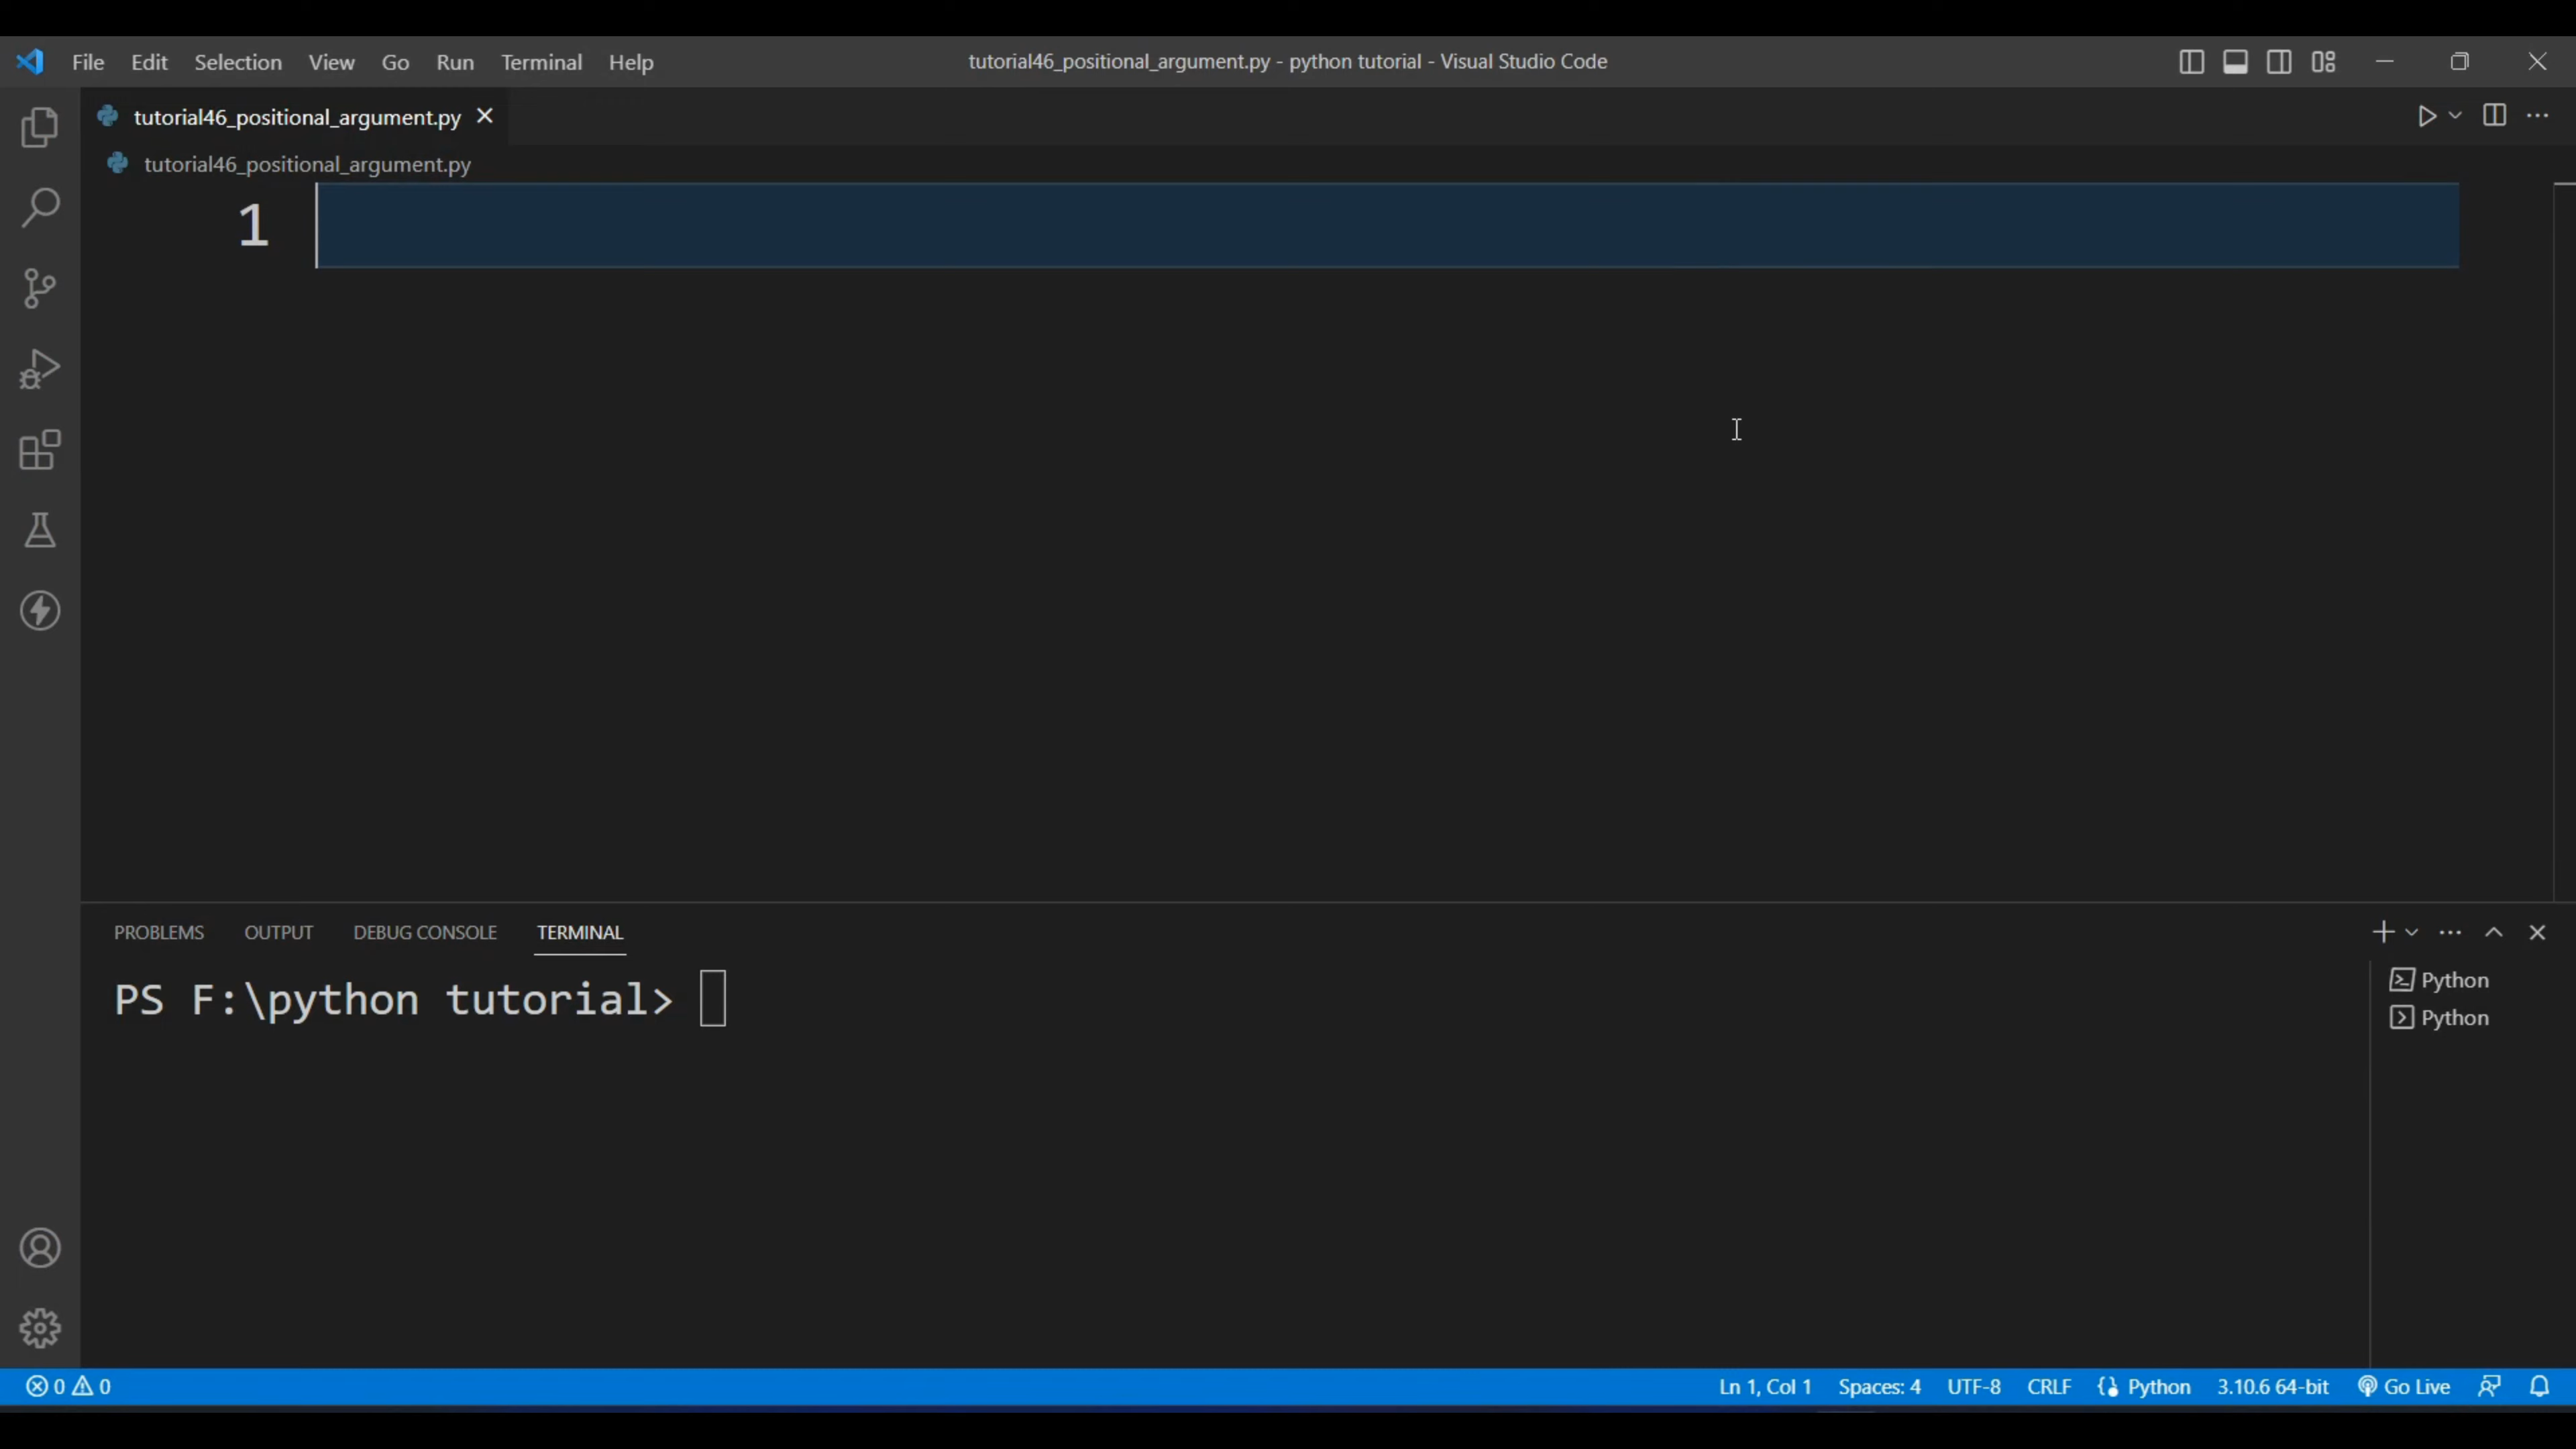 File Edit Selection View Go Run Terminal Help
tutorial46_positional_argument.py - python tutorial - Visual Studio Code
tutorial46_positional_argument.py
tutorial46_positional_argument.py
1
PROBLEMS OUTPUT DEBUG CONSOLE TERMINAL
PS F:\python tutorial>
Python
Python
0 0
Ln 1, Col 1 Spaces: 4 UTF-8 CRLF Python 3.10.6 64-bit Go Live